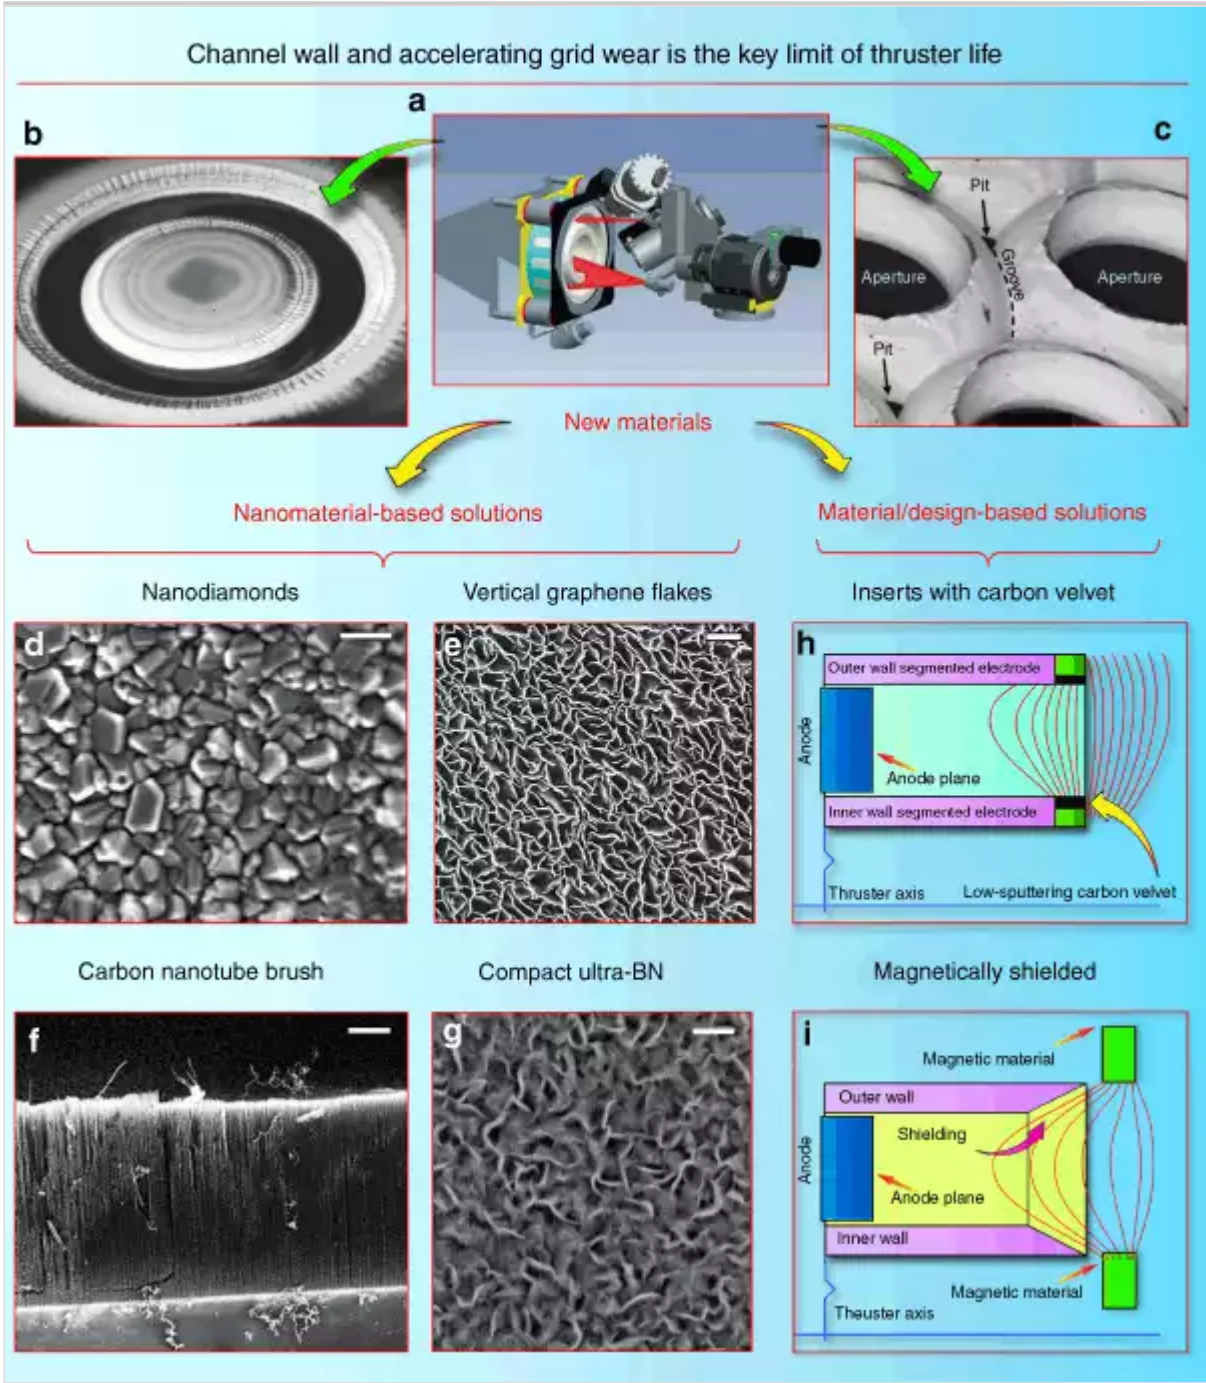 Channel wall and accelerating grid wear is the key limit of thruster life
a
b
c
Pit
Groove
Aperture
Aperture
Pit
New materials
Nanomaterial-based solutions
Material/design-based solutions
Nanodiamonds
Vertical graphene flakes
Inserts with carbon velvet
d
e
h
Outer wall segmented electrode
Anode
Anode plane
Inner wall segmented electrode
Thruster axis
Low-sputtering carbon velvet
Carbon nanotube brush
Compact ultra-BN
Magnetically shielded
f
g
i
Magnetic material
Outer wall
Shielding
Anode
Anode plane
Inner wall
Magnetic material
Theuster axis